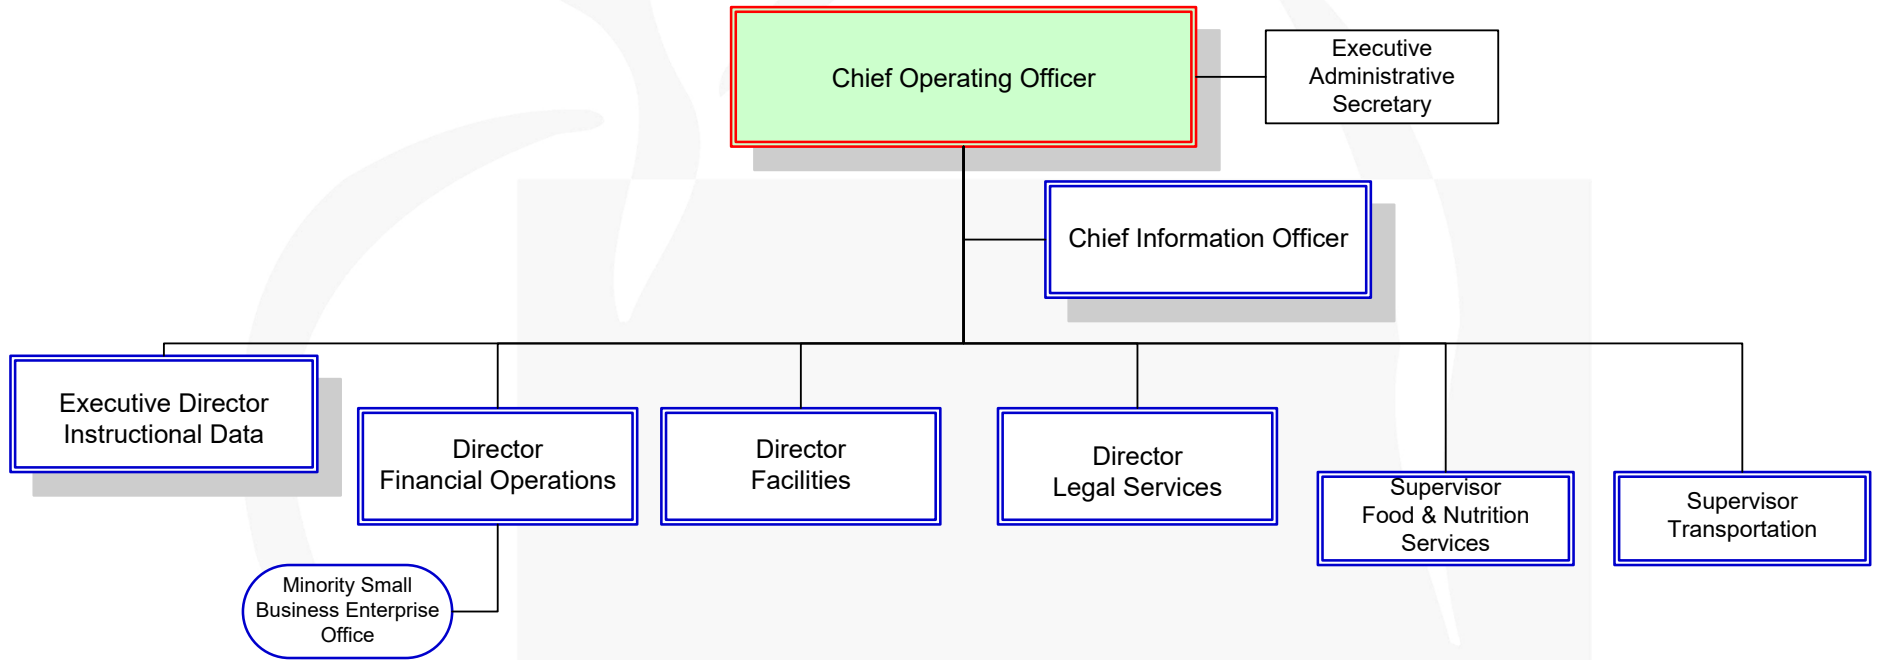 Chief Operating Officer
Executive
Administrative
Secretary
Chief Information Officer
Executive Director
Instructional Data
Director
Financial Operations
Director
Facilities
Director
Legal Services
Supervisor
Food & Nutrition
Services
Supervisor
Transportation
Minority Small
Business Enterprise
Office